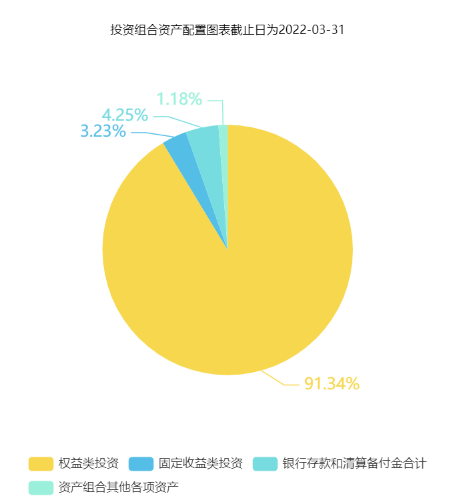 投资组合资产配置图表截止日为2022-03-31
1.18%
4.25%
3.23%
91.34%
权益类投资 固定收益类投资 银行存款和清算备付金合计
资产组合其他各项资产